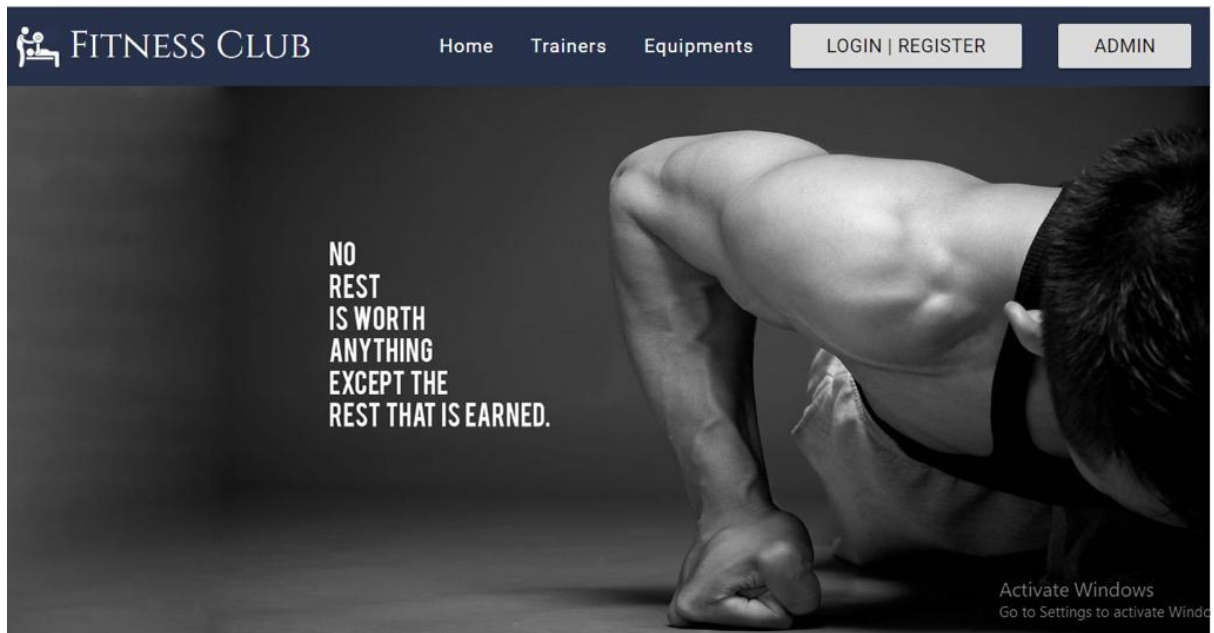 FITNESS CLUB
Home Trainers Equipments LOGIN | REGISTER ADMIN
NO
REST
IS WORTH
ANYTHING
EXCEPT THE
REST THAT IS EARNED.
Activate Windows
Go to Settings to activate Windo